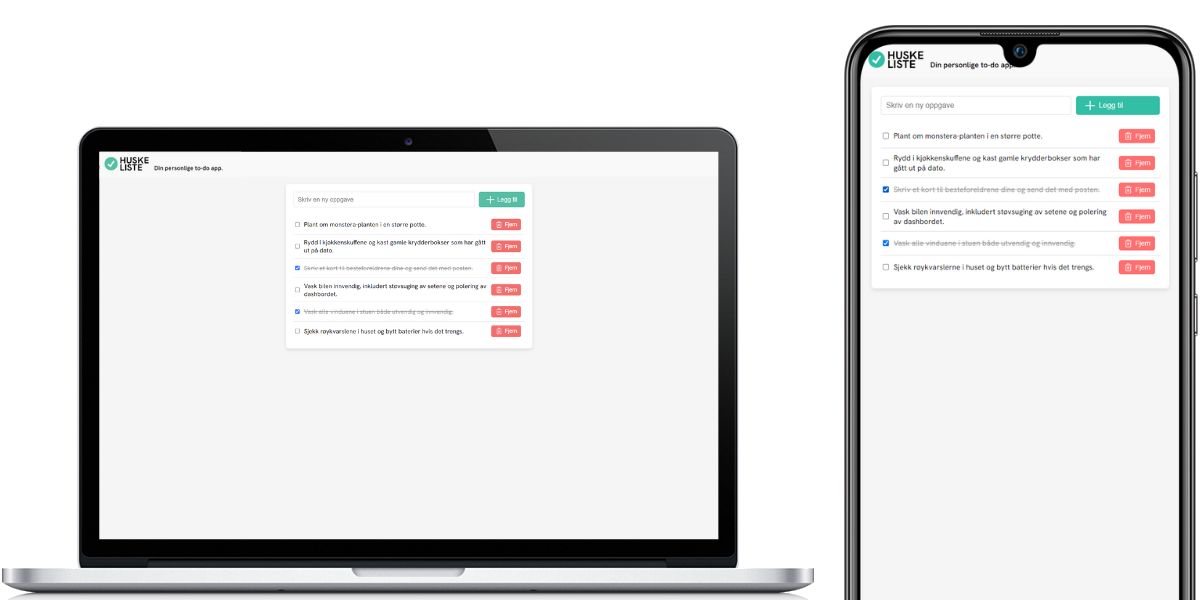 HUSKE
LISTE
Din personlige to-do app.
Skriv en ny oppgave
Legg til
Plant om monstera-planten i en større potte.
Fjern
Rydd i kjøkkenskuffene og kast gamle krydderbokser som har gått
ut på dato.
Fjern
Skriv et kort til besteforeldrene dine og send det med posten.
Fjern
Vask bilen innvendig, inkludert støvsuging av setene og polering av
dashbordet.
Fjern
Vask alle vinduene i stuen både utvendig og innvendig.
Fjern
Sjekk røykvarslene i huset og bytt batterier hvis det trengs.
Fjern
HUSKE
LISTE
Din personlige to-do app.
Skriv en ny oppgave
Legg til
Plant om monstera-planten i en større potte.
Fjern
Rydd i kjøkkenskuffene og kast gamle krydderbokser som har
gått ut på dato.
Fjern
Skriv et kort til besteforeldrene dine og send det med posten.
Fjern
Vask bilen innvendig, inkludert støvsuging av setene og polering
av dashbordet.
Fjern
Vask alle vinduene i stuen både utvendig og innvendig.
Fjern
Sjekk røykvarslerne i huset og bytt batterier hvis det trengs.
Fjern